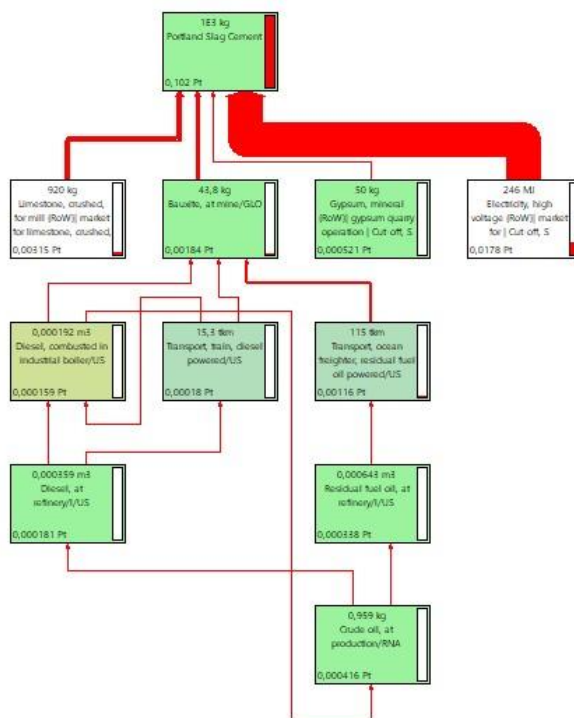 1E3 kg
Portland Slag Cement
0,102 Pt
920 kg
Limestone, crushed,
for mill {RoW}| market
for limestone, crushed,
0,00315 Pt
43,8 kg
Bauxite, at mine/GLO
0,00184 Pt
50 kg
Gypsum, mineral
{RoW}| gypsum quarry
operation | Cut off, S
0,000521 Pt
246 MJ
Electricity, high
voltage {RoW}| market
for | Cut off, S
0,0178 Pt
0,000192 m3
Diesel, combusted in
industrial boiler/US
0,000159 Pt
15,3 tkm
Transport, train, diesel
powered/US
0,00018 Pt
115 tkm
Transport, ocean
freighter, residual fuel
oil powered/US
0,00116 Pt
0,000359 m3
Diesel, at
refinery/l/US
0,000181 Pt
0,000643 m3
Residual fuel oil, at
refinery/l/US
0,000338 Pt
0,959 kg
Crude oil, at
production/RNA
0,000416 Pt